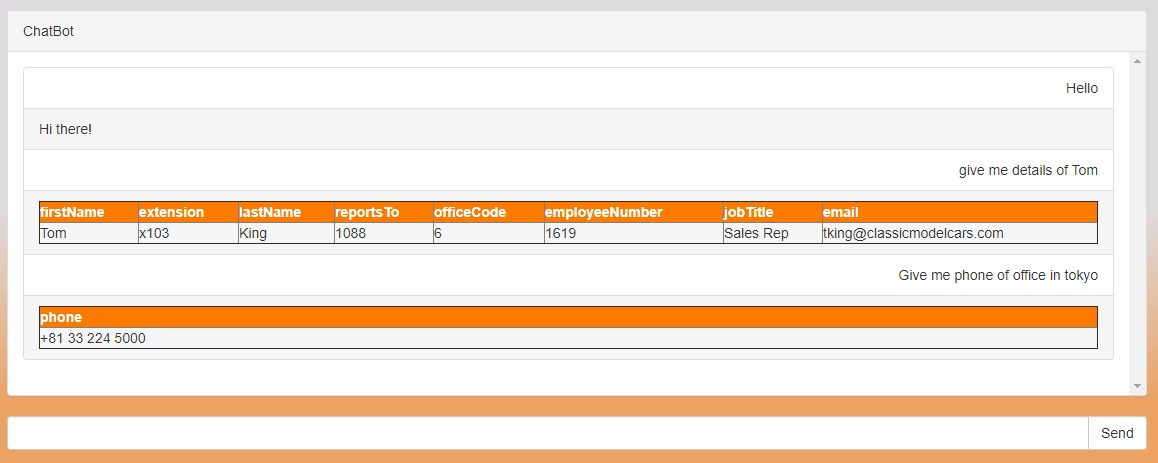 ChatBot
Hello
Hi there!
give me details of Tom
firstName extension lastName reportsTo officeCode employeeNumber jobTitle email
Tom x103 King 1088 6 1619 Sales Rep tking@classicmodelcars.com
Give me phone of office in tokyo
phone
+81 33 224 5000
Send